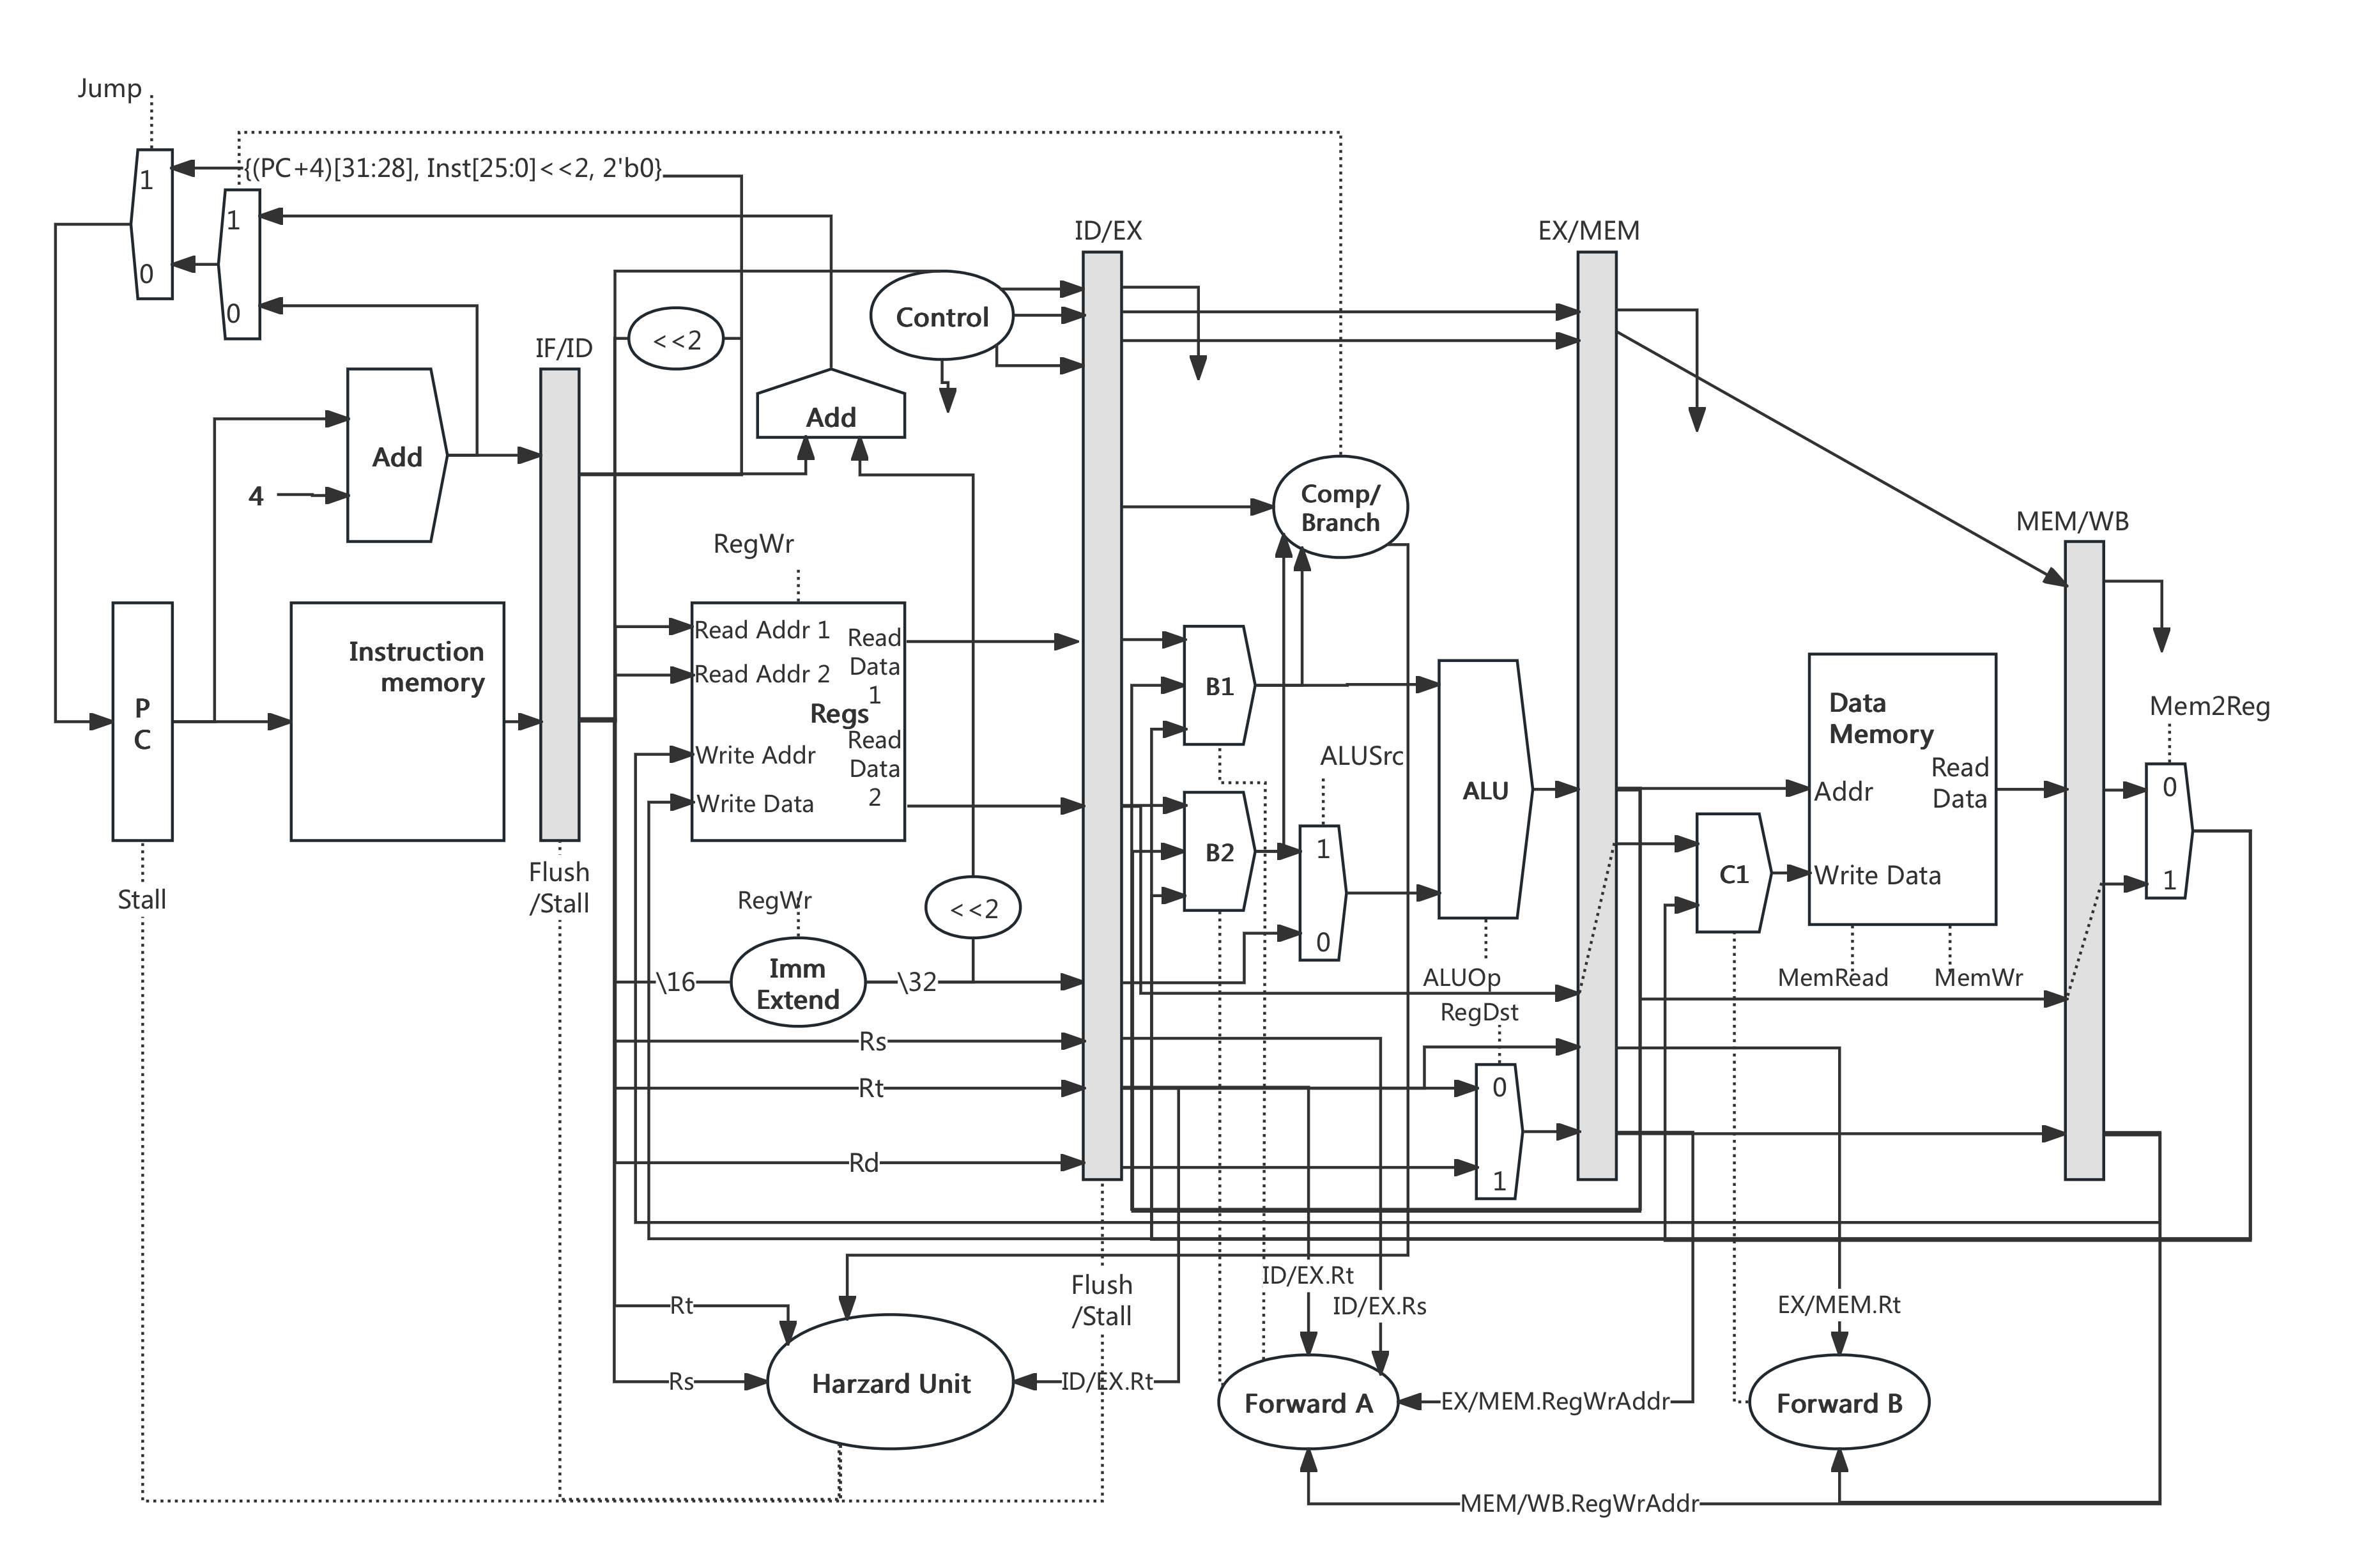 Jump
1
{(PC+4)[31:28], Inst[25:0]<<2, 2'b0}
1
0
0
ID/EX
EX/MEM
Control
<<2
IF/ID
Add
Add
4
Comp/
Branch
MEM/WB
RegWr
Read Addr 1
Read
Data
1
Read Addr 2
Regs
Read
Data
2
Write Addr
Write Data
Instruction
memory
P
C
B1
B2
ALUSrc
1
0
ALU
Data
Memory
Read
Data
Addr
Write Data
C1
Mem2Reg
0
1
Stall
Flush
/Stall
RegWr
<<2
\16
Imm
Extend
\32
ALUOp
MemRead
MemWr
RegDst
Rs
Rt
0
Rd
1
Flush
/Stall
ID/EX.Rt
ID/EX.Rs
EX/MEM.Rt
Rt
Rs
Harzard Unit
ID/EX.Rt
Forward A
EX/MEM.RegWrAddr
Forward B
MEM/WB.RegWrAddr